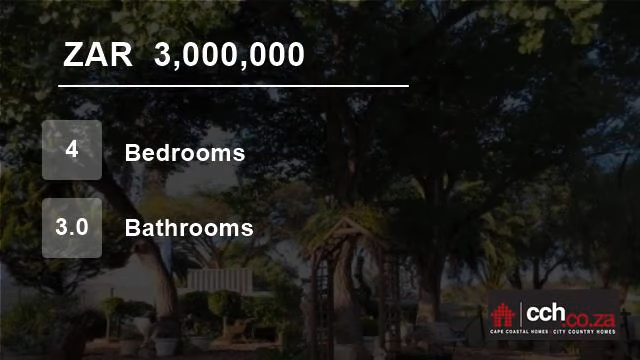 ZAR 3,000,000
4 Bedrooms
3.0 Bathrooms
cch.co.za
CAPE COASTAL HOMES · CITY COUNTRY HOMES